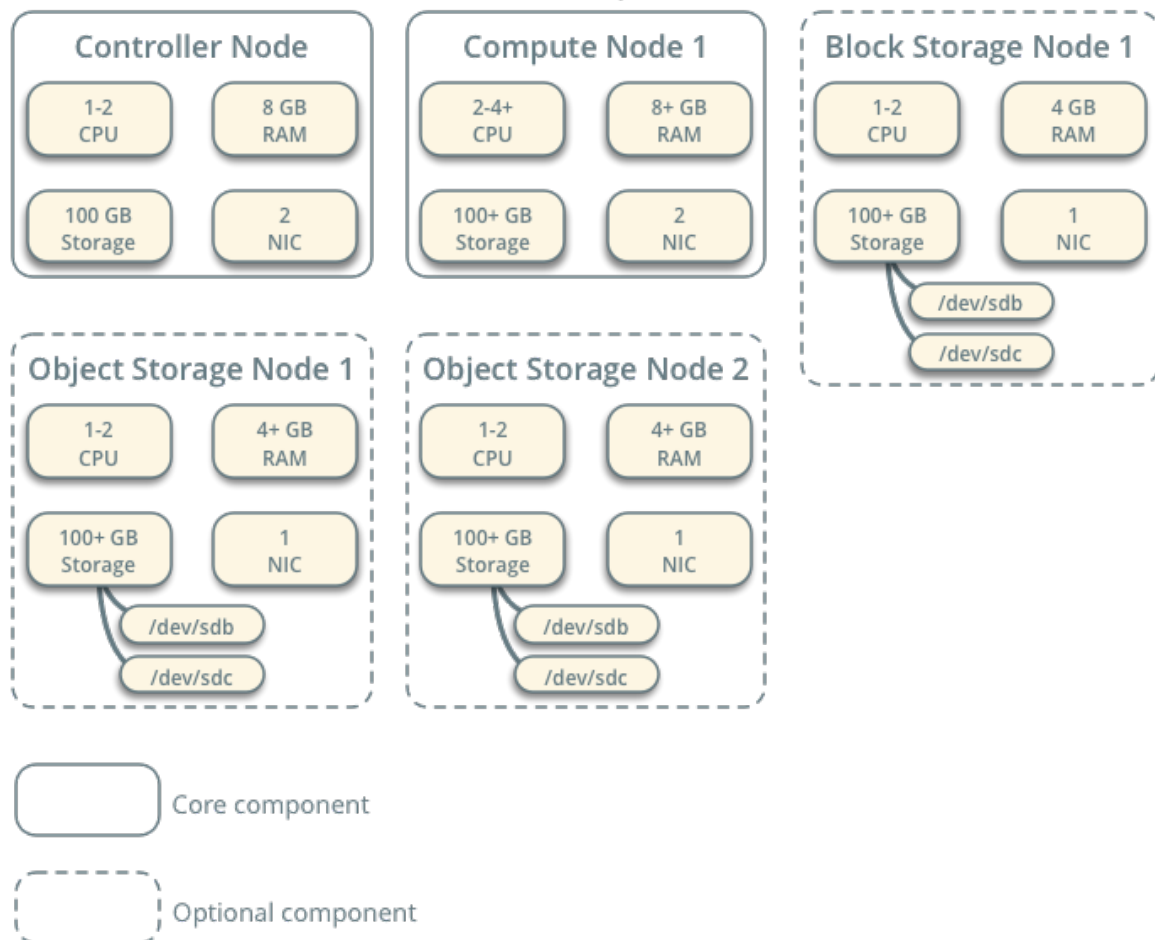 Controller Node
1-2
CPU
8 GB
RAM
100 GB
Storage
2
NIC
Compute Node 1
2-4+
CPU
8+ GB
RAM
100+ GB
Storage
2
NIC
Block Storage Node 1
1-2
CPU
4 GB
RAM
100+ GB
Storage
1
NIC
/dev/sdb
/dev/sdc
Object Storage Node 1
1-2
CPU
4+ GB
RAM
100+ GB
Storage
1
NIC
/dev/sdb
/dev/sdc
Object Storage Node 2
1-2
CPU
4+ GB
RAM
100+ GB
Storage
1
NIC
/dev/sdb
/dev/sdc
Core component
Optional component